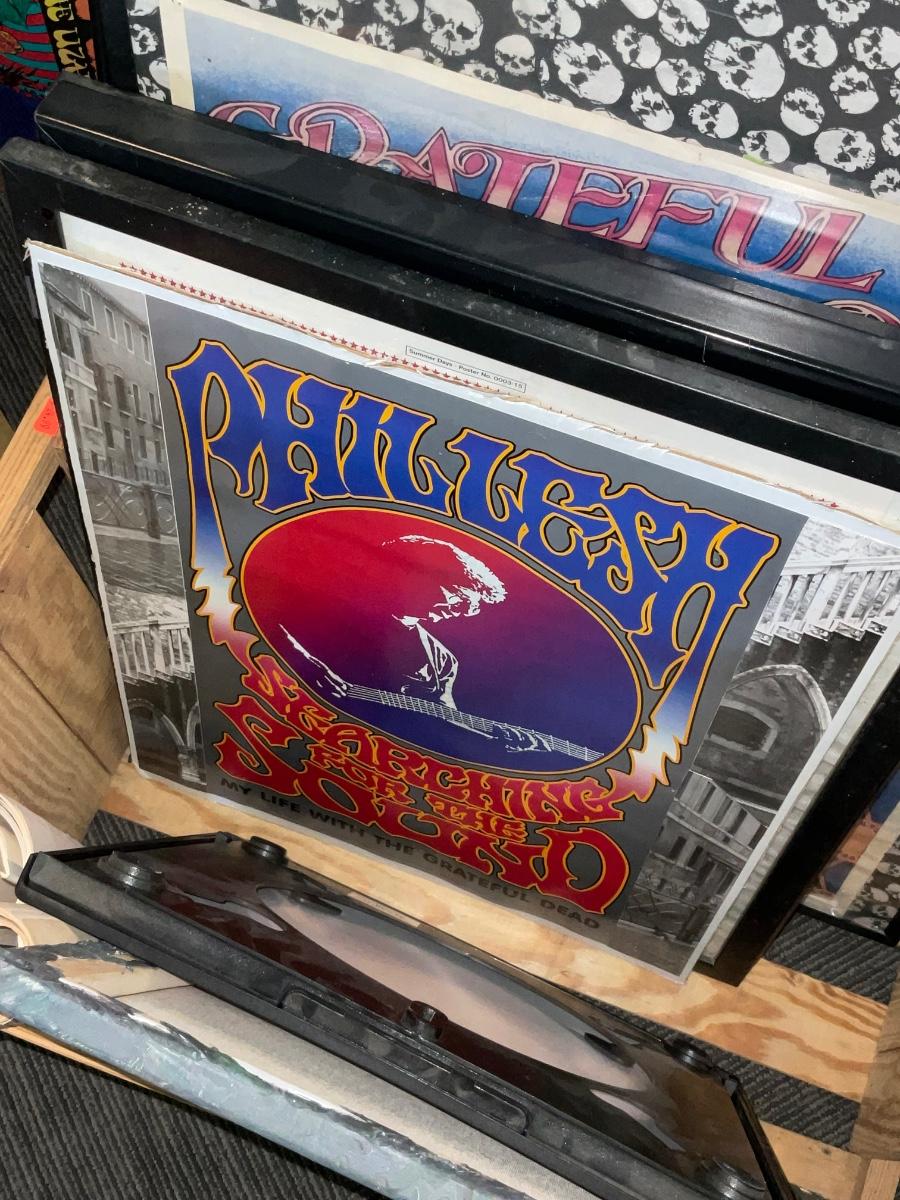 GRATEFUL
Summer Days - Poster No. 0003-15
PHIL LESH
SEARCHING
FOR THE
SOUND
MY LIFE WITH THE GRATEFUL DEAD